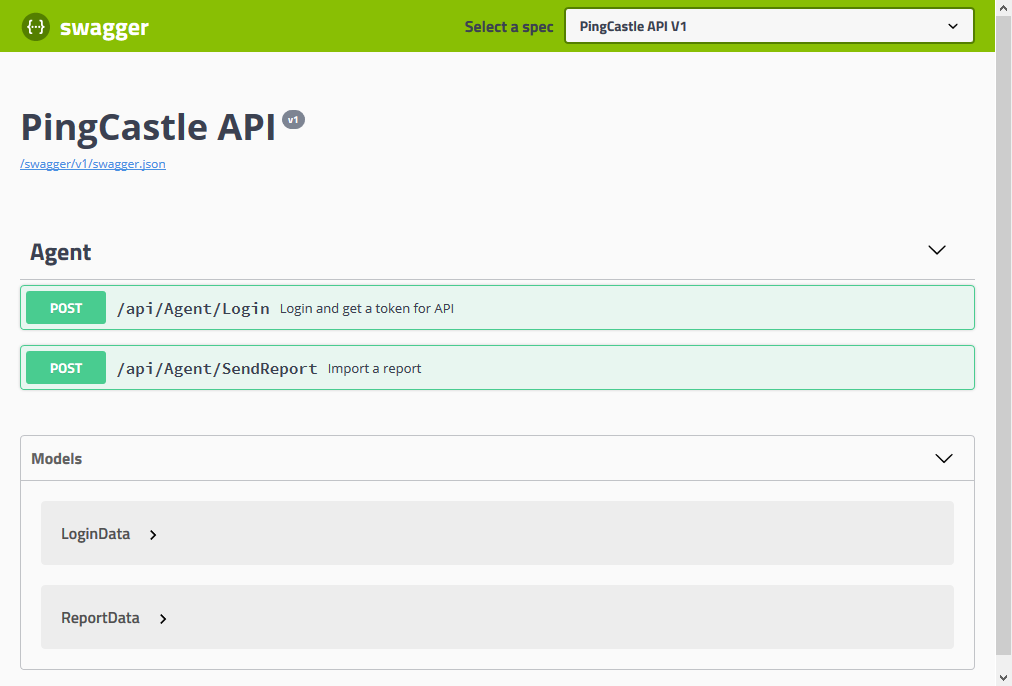 {···} swagger
Select a spec
PingCastle API V1
PingCastle API v1
/swagger/v1/swagger.json
Agent
POST /api/Agent/Login Login and get a token for API
POST /api/Agent/SendReport Import a report
Models
LoginData
ReportData